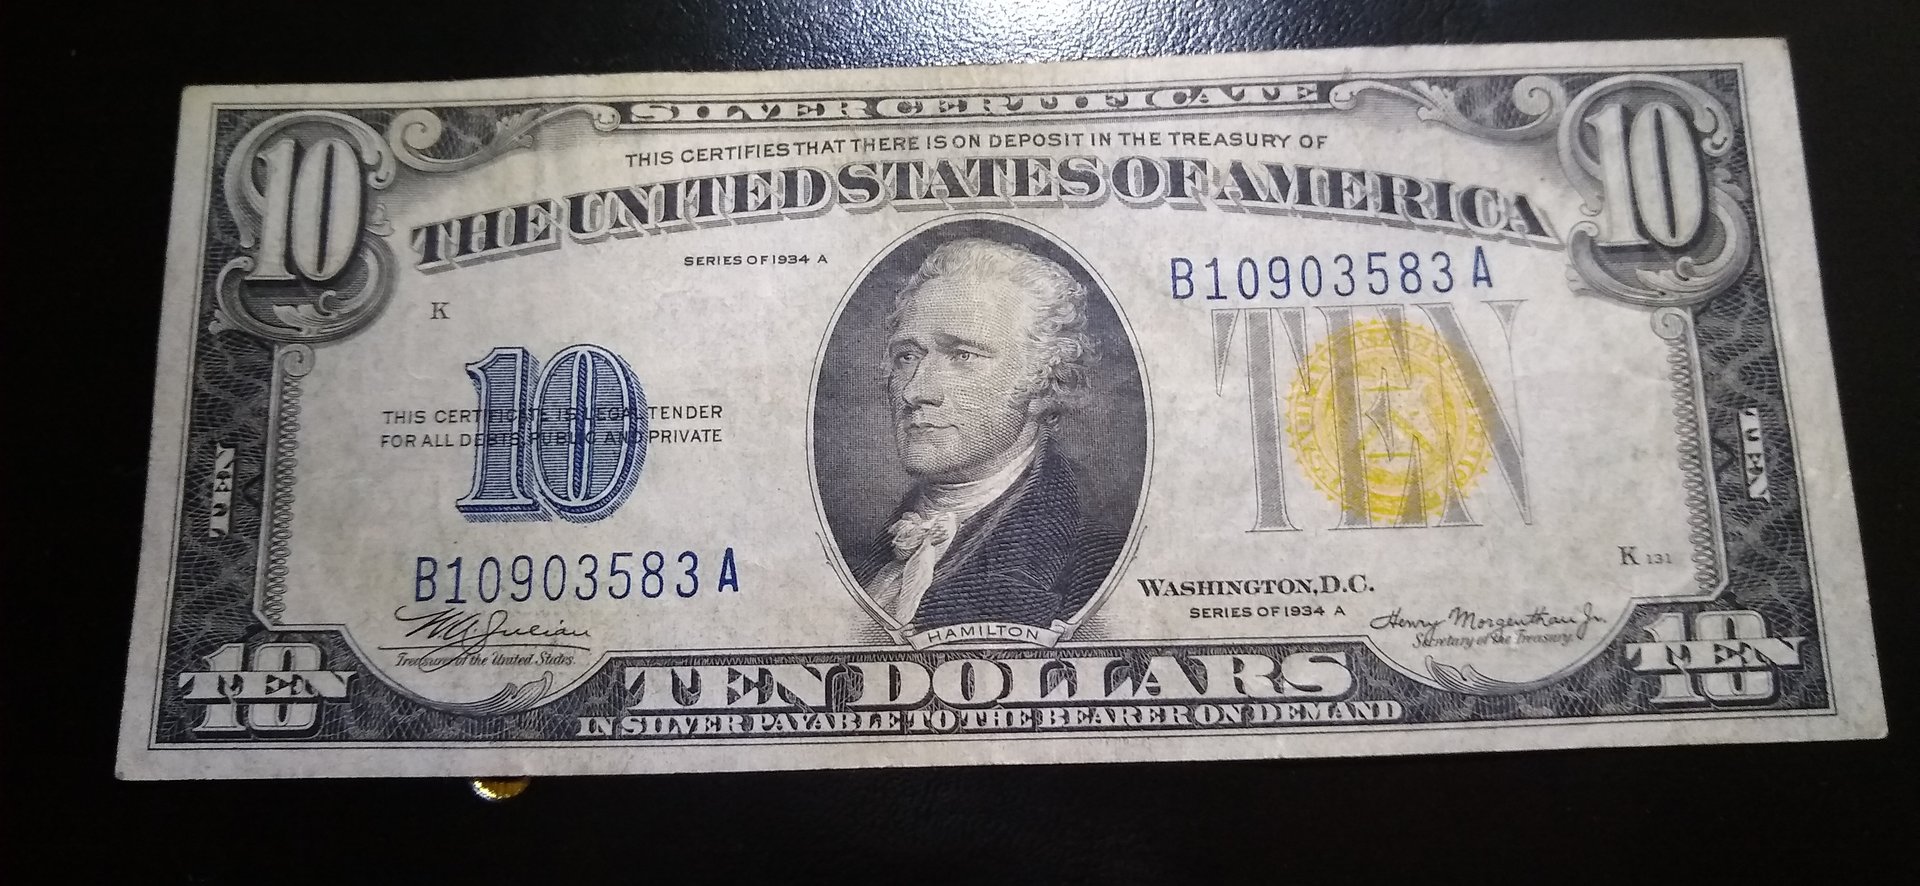 SILVER CERTIFICATE
10 10
THIS CERTIFIES THAT THERE IS ON DEPOSIT IN THE TREASURY OF
THE UNITED STATES OF AMERICA
SERIES OF 1934 A
B10903583A
K
TEN
10
THIS CERTIFICATE IS LEGAL TENDER
FOR ALL DEBTS PUBLIC AND PRIVATE
TEN
TEN
B10903583A
K 131
WASHINGTON, D.C.
SERIES OF 1934 A
W.A. Julian
Treasurer of the United States.
Henry Morgenthau Jr.
Secretary of the Treasury.
HAMILTON
10 TEN
TEN DOLLARS
10 TEN
IN SILVER PAYABLE TO THE BEARER ON DEMAND